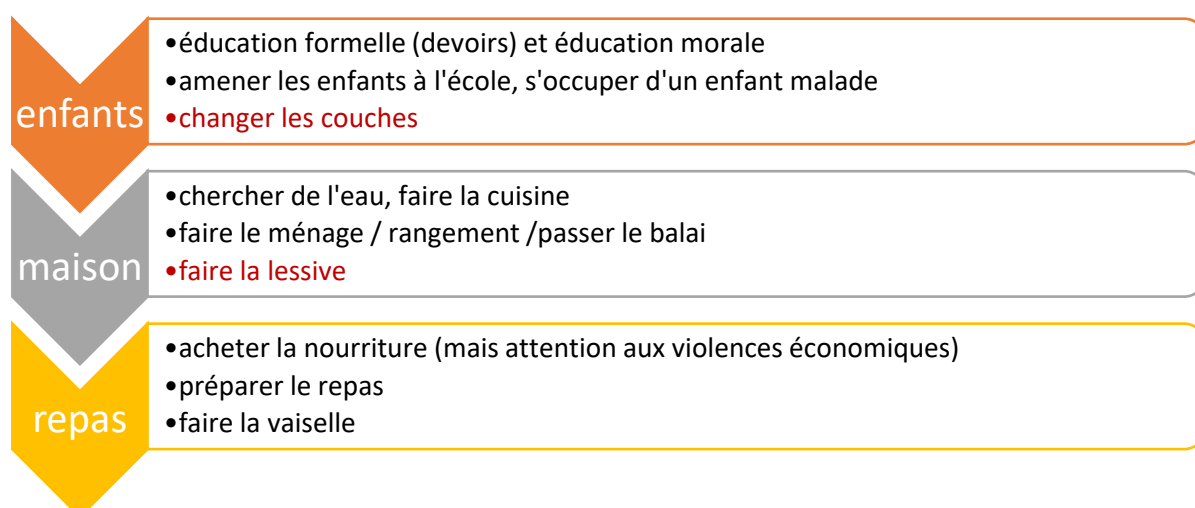 enfants
•éducation formelle (devoirs) et éducation morale
•amener les enfants à l'école, s'occuper d'un enfant malade
•changer les couches
maison
•chercher de l'eau, faire la cuisine
•faire le ménage / rangement /passer le balai
•faire la lessive
repas
•acheter la nourriture (mais attention aux violences économiques)
•préparer le repas
•faire la vaiselle